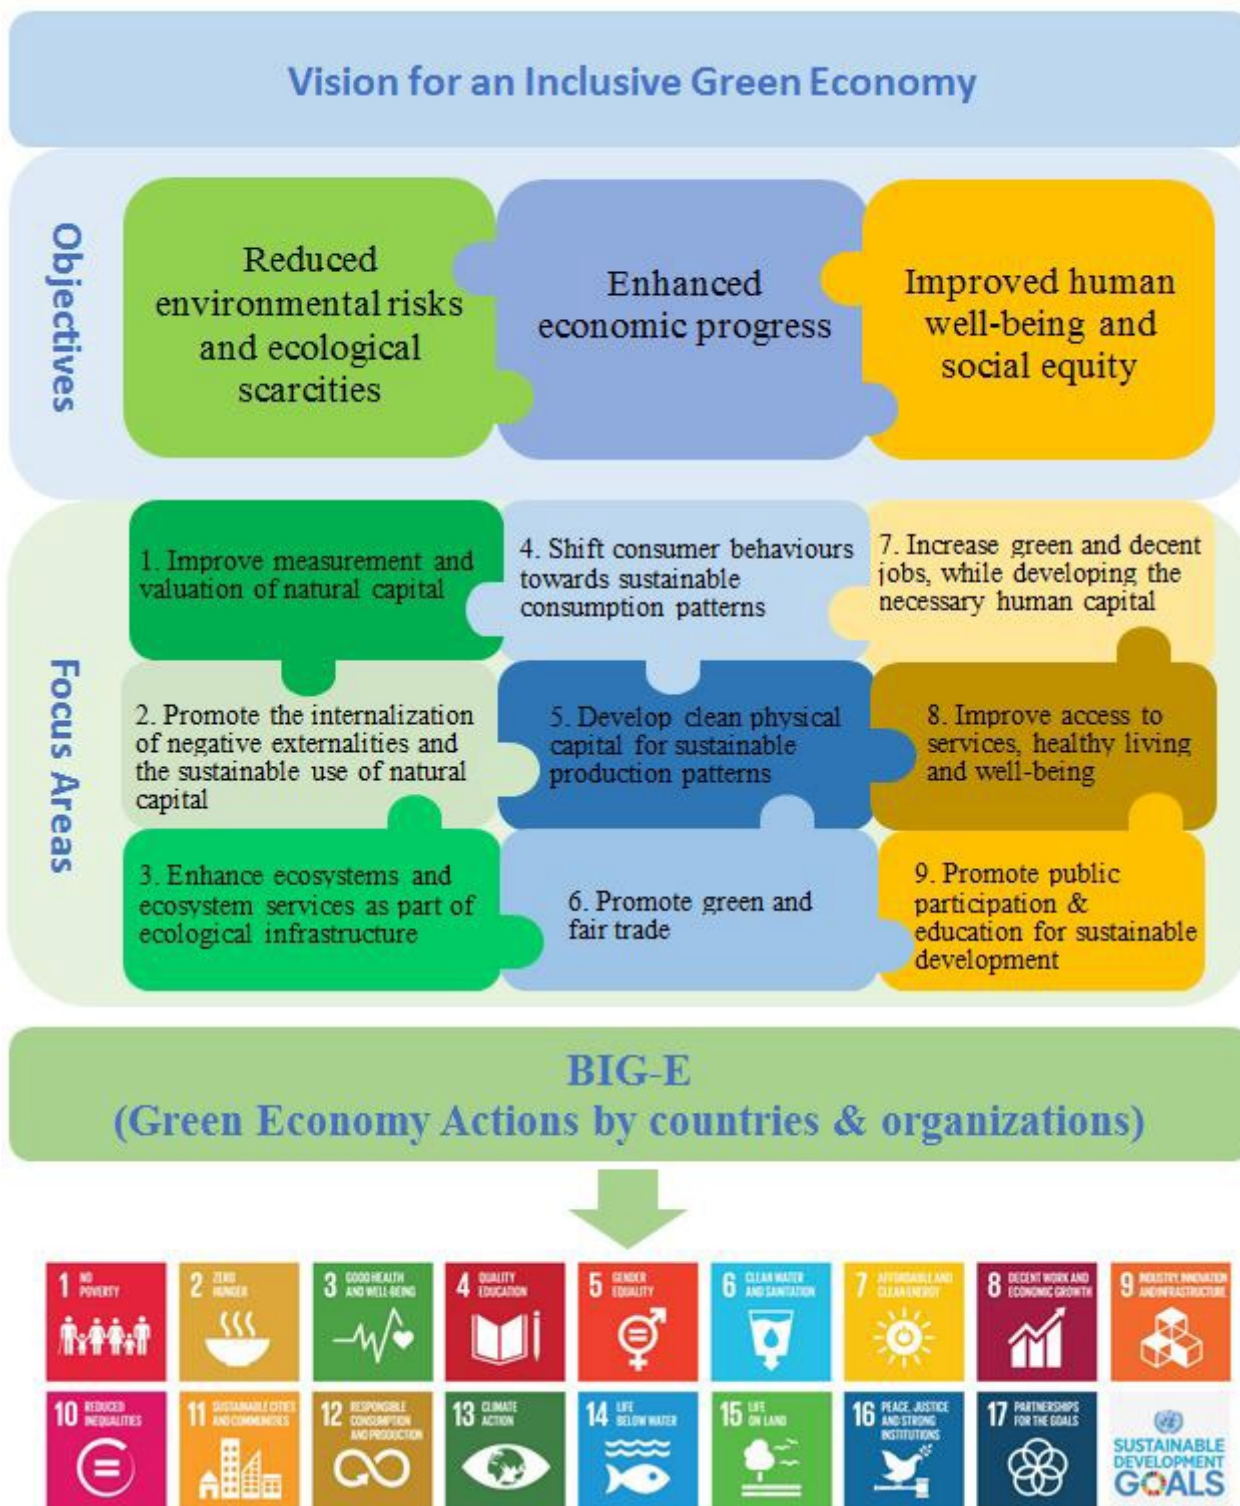 Vision for an Inclusive Green Economy
Objectives
Reduced
environmental risks
and ecological
scarcities
Enhanced
economic progress
Improved human
well-being and
social equity
Focus Areas
1. Improve measurement and
valuation of natural capital
2. Promote the internalization
of negative externalities and
the sustainable use of natural
capital
3. Enhance ecosystems and
ecosystem services as part of
ecological infrastructure
4. Shift consumer behaviours
towards sustainable
consumption patterns
5. Develop clean physical
capital for sustainable
production patterns
6. Promote green and
fair trade
7. Increase green and decent
jobs, while developing the
necessary human capital
8. Improve access to
services, healthy living
and well-being
9. Promote public
participation &
education for sustainable
development
BIG-E
(Green Economy Actions by countries & organizations)
1 NO
POVERTY
2 ZERO
HUNGER
3 GOOD HEALTH
AND WELL-BEING
4 QUALITY
EDUCATION
5 GENDER
EQUALITY
6 CLEAN WATER
AND SANITATION
7 AFFORDABLE AND
CLEAN ENERGY
8 DECENT WORK AND
ECONOMIC GROWTH
9 INDUSTRY, INNOVATION
AND INFRASTRUCTURE
10 REDUCED
INEQUALITIES
11 SUSTAINABLE CITIES
AND COMMUNITIES
12 RESPONSIBLE
CONSUMPTION
AND PRODUCTION
13 CLIMATE
ACTION
14 LIFE
BELOW WATER
15 LIFE
ON LAND
16 PEACE, JUSTICE
AND STRONG
INSTITUTIONS
17 PARTNERSHIPS
FOR THE GOALS
SUSTAINABLE
DEVELOPMENT
GOALS